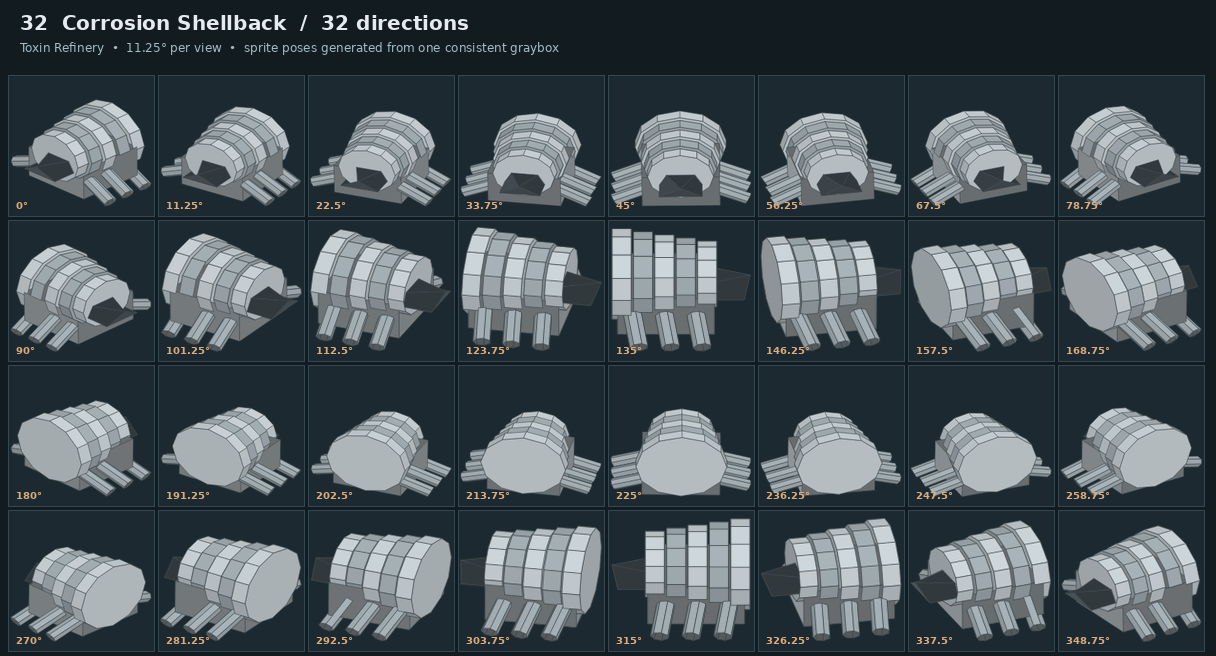 32  Corrosion Shellback  /  32 directions
Toxin Refinery  •  11.25° per view  •  sprite poses generated from one consistent graybox
0°  11.25°  22.5°  33.75°  45°  56.25°  67.5°  78.75°
90°  101.25°  112.5°  123.75°  135°  146.25°  157.5°  168.75°
180°  191.25°  202.5°  213.75°  225°  236.25°  247.5°  258.75°
270°  281.25°  292.5°  303.75°  315°  326.25°  337.5°  348.75°